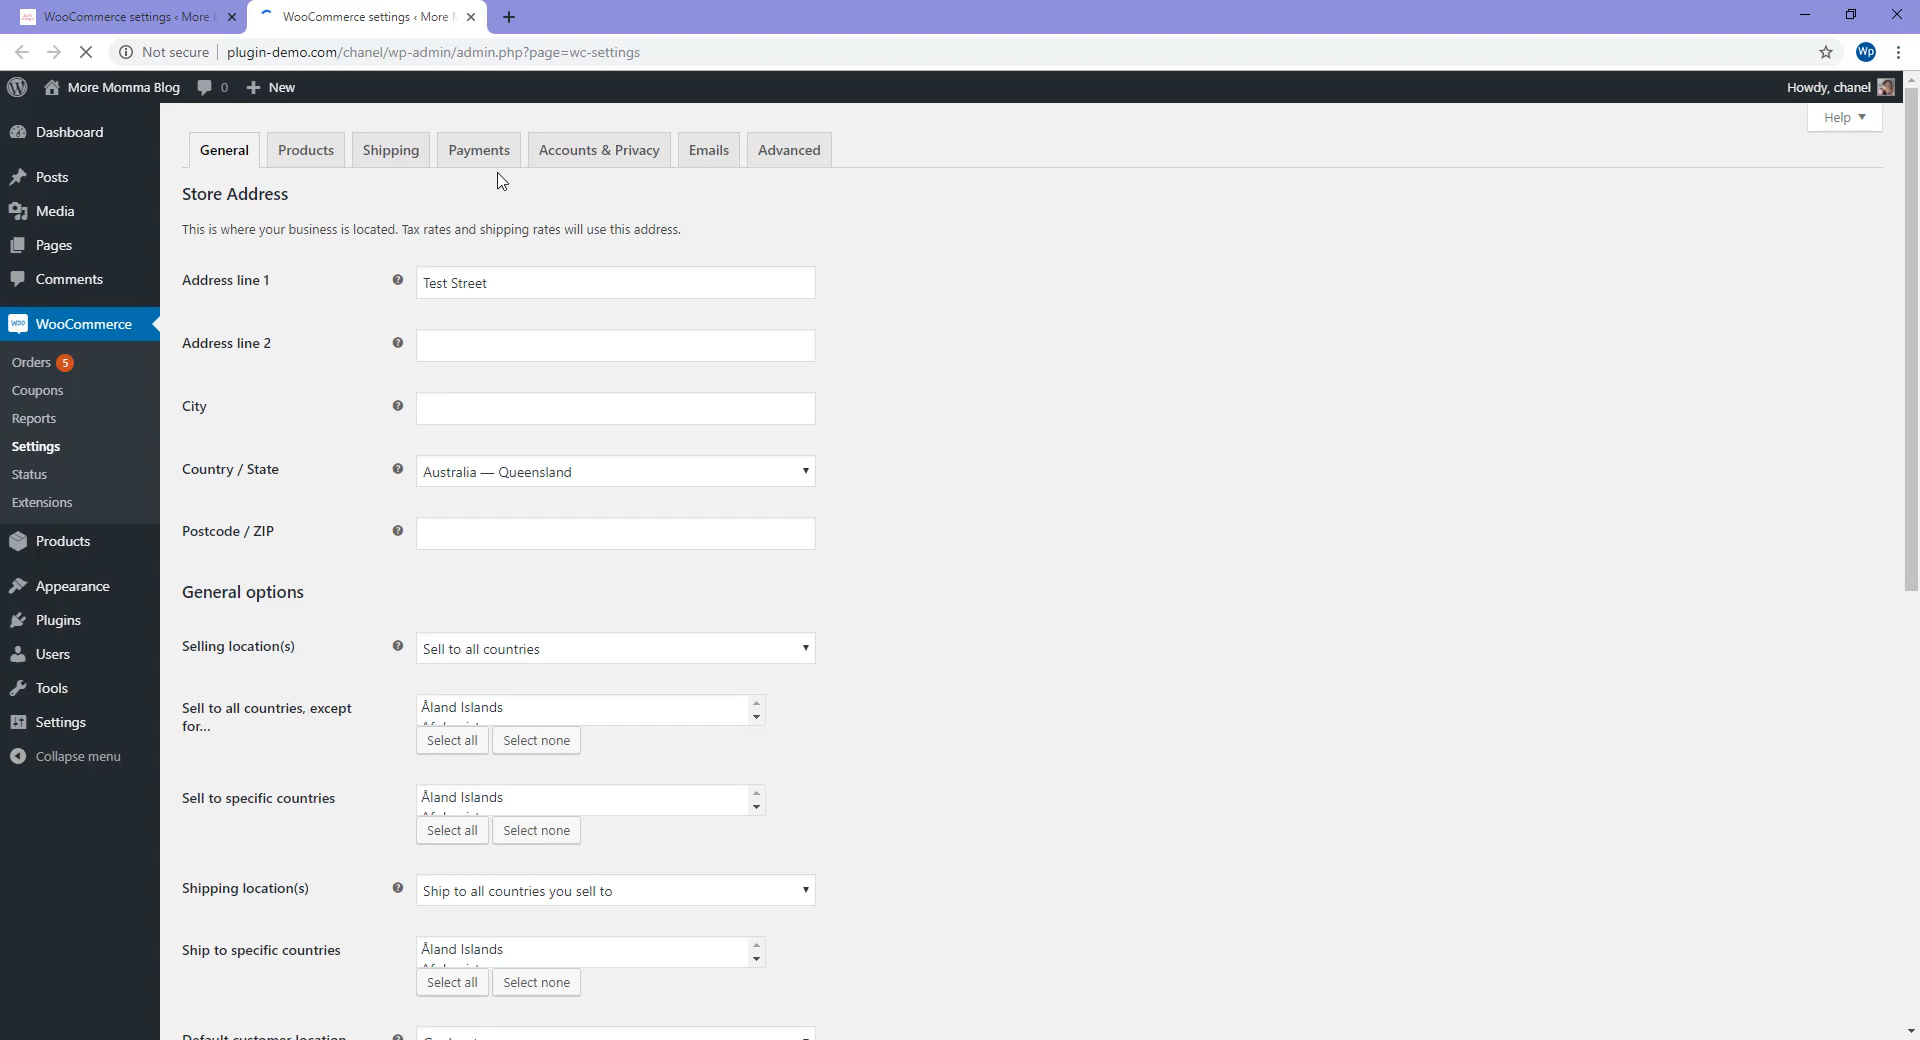 WooCommerce settings ‹ More
WooCommerce settings ‹ More
Not secure
plugin-demo.com/chanel/wp-admin/admin.php?page=wc-settings
Wp
More Momma Blog
0
New
Howdy, chanel
Help
Dashboard
Posts
Media
Pages
Comments
WooCommerce
Orders 5
Coupons
Reports
Settings
Status
Extensions
Products
Appearance
Plugins
Users
Tools
Settings
Collapse menu
General
Products
Shipping
Payments
Accounts & Privacy
Emails
Advanced
Store Address
This is where your business is located. Tax rates and shipping rates will use this address.
Address line 1
Test Street
Address line 2
City
Country / State
Australia — Queensland
Postcode / ZIP
General options
Selling location(s)
Sell to all countries
Sell to all countries, except
for...
Åland Islands
Select all
Select none
Sell to specific countries
Åland Islands
Select all
Select none
Shipping location(s)
Ship to all countries you sell to
Ship to specific countries
Åland Islands
Select all
Select none
Default customer location